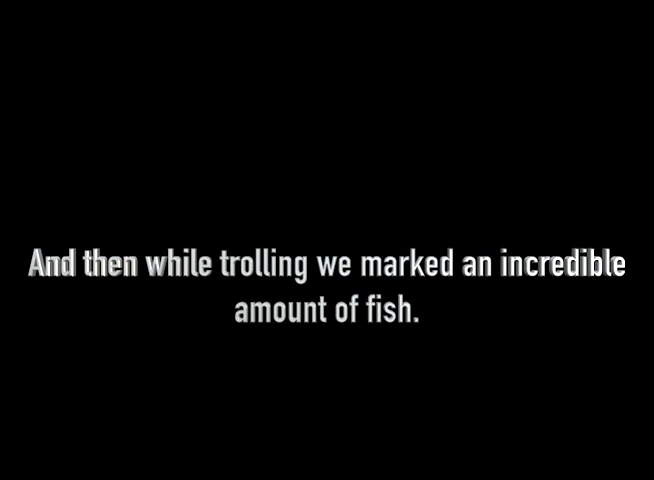 And then while trolling we marked an incredible
amount of fish.